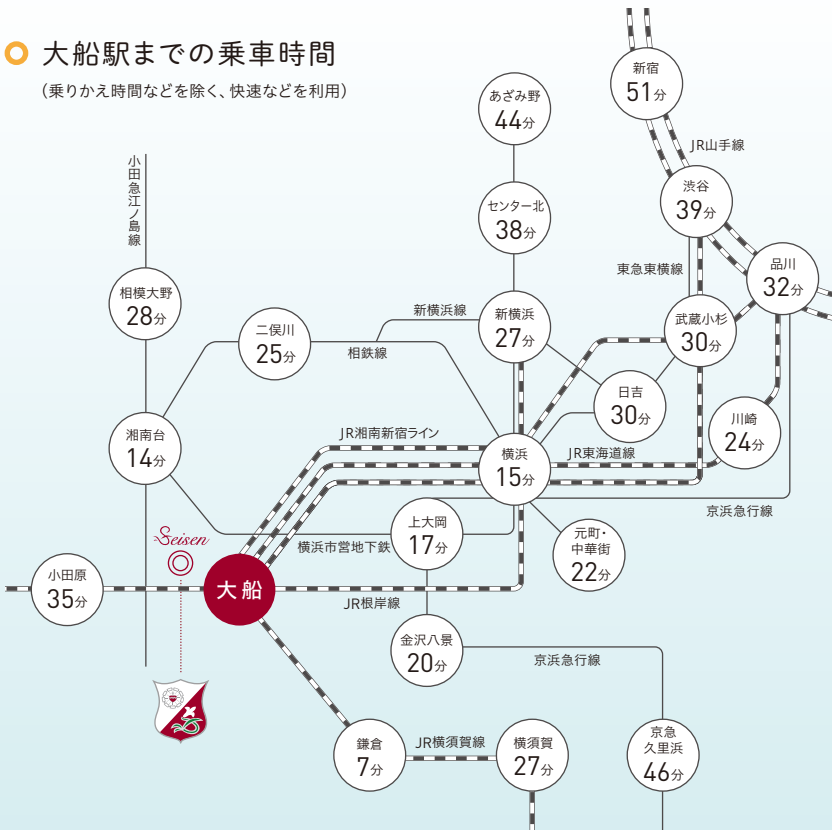 大船駅までの乗車時間
(乗りかえ時間などを除く、快速などを利用)
新宿
51分
あざみ野
44分
JR山手線
小田急江ノ島線
渋谷
39分
センター北
38分
東急東横線
品川
32分
相模大野
28分
新横浜線
新横浜
27分
武蔵小杉
30分
二俣川
25分
相鉄線
日吉
30分
川崎
24分
湘南台
14分
JR湘南新宿ライン
横浜
15分
JR東海道線
京浜急行線
上大岡
17分
横浜市営地下鉄
元町・
中華街
22分
Seisen
小田原
35分
大船
JR根岸線
金沢八景
20分
京浜急行線
鎌倉
7分
JR横須賀線
横須賀
27分
京急
久里浜
46分